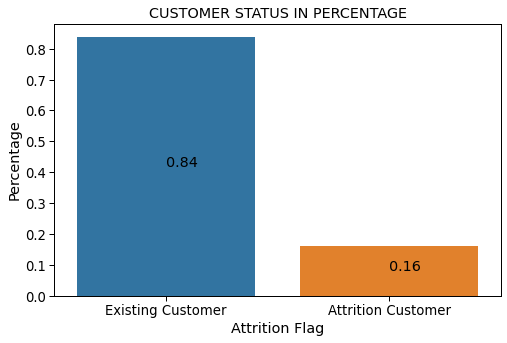 CUSTOMER STATUS IN PERCENTAGE
Percentage
0.8
0.7
0.6
0.5
0.4
0.3
0.2
0.1
0.0
0.84
0.16
Existing Customer
Attrition Customer
Attrition Flag